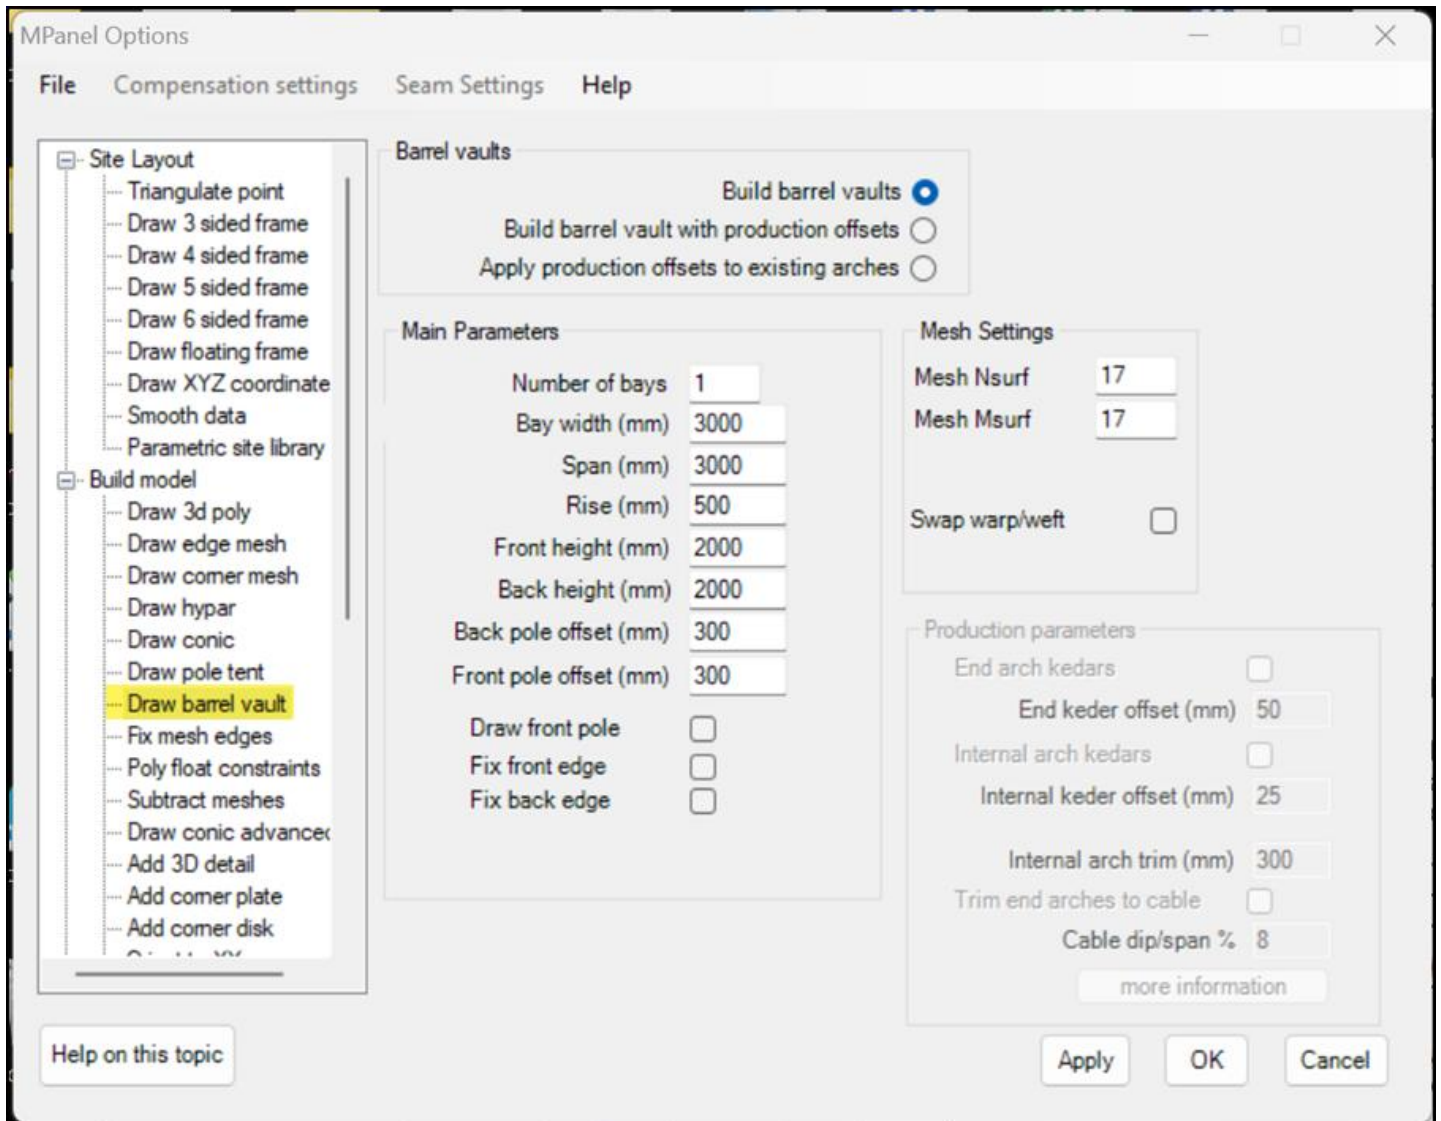 MPanel Options
File Compensation settings Seam Settings Help
Site Layout
Triangulate point
Draw 3 sided frame
Draw 4 sided frame
Draw 5 sided frame
Draw 6 sided frame
Draw floating frame
Draw XYZ coordinate
Smooth data
Parametric site library
Build model
Draw 3d poly
Draw edge mesh
Draw corner mesh
Draw hypar
Draw conic
Draw pole tent
Draw barrel vault
Fix mesh edges
Poly float constraints
Subtract meshes
Draw conic advanced
Add 3D detail
Add corner plate
Add corner disk
Barrel vaults
Build barrel vaults
Build barrel vault with production offsets
Apply production offsets to existing arches
Main Parameters
Number of bays 1
Bay width (mm) 3000
Span (mm) 3000
Rise (mm) 500
Front height (mm) 2000
Back height (mm) 2000
Back pole offset (mm) 300
Front pole offset (mm) 300
Draw front pole
Fix front edge
Fix back edge
Mesh Settings
Mesh Nsurf 17
Mesh Msurf 17
Swap warp/weft
Production parameters
End arch kedars
End keder offset (mm) 50
Internal arch kedars
Internal keder offset (mm) 25
Internal arch trim (mm) 300
Trim end arches to cable
Cable dip/span % 8
more information
Help on this topic
Apply OK Cancel